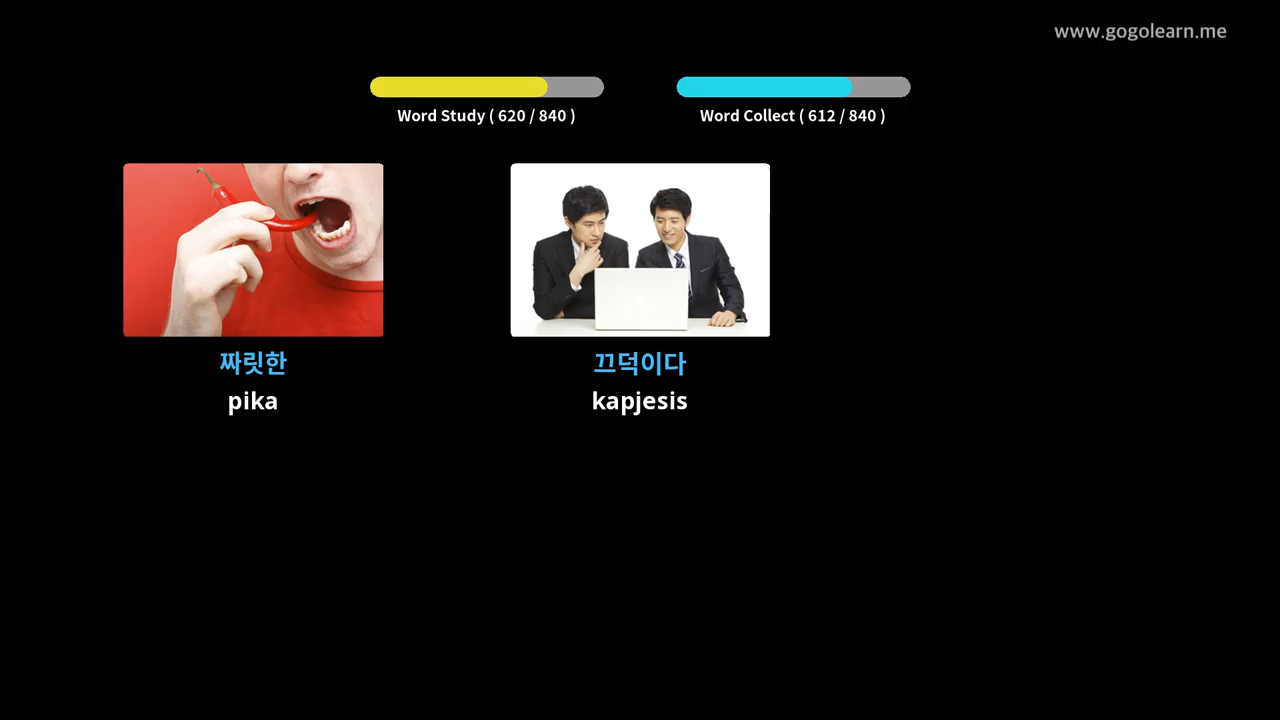 www.gogolearn.me
Word Study ( 620 / 840 )
Word Collect ( 612 / 840 )
짜릿한
pika
끄덕이다
kapjesis